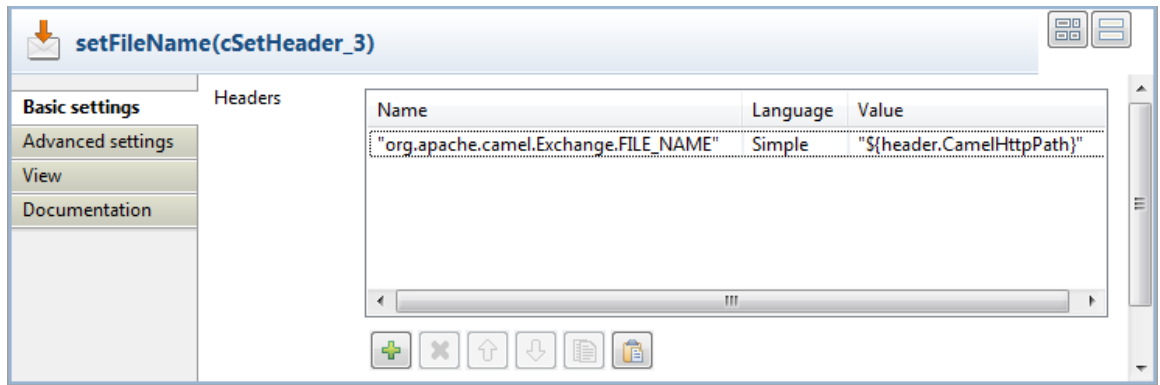 setFileName(cSetHeader_3)
Basic settings
Advanced settings
View
Documentation
Headers
Name Language Value
"org.apache.camel.Exchange.FILE_NAME" Simple "${header.CamelHttpPath}"